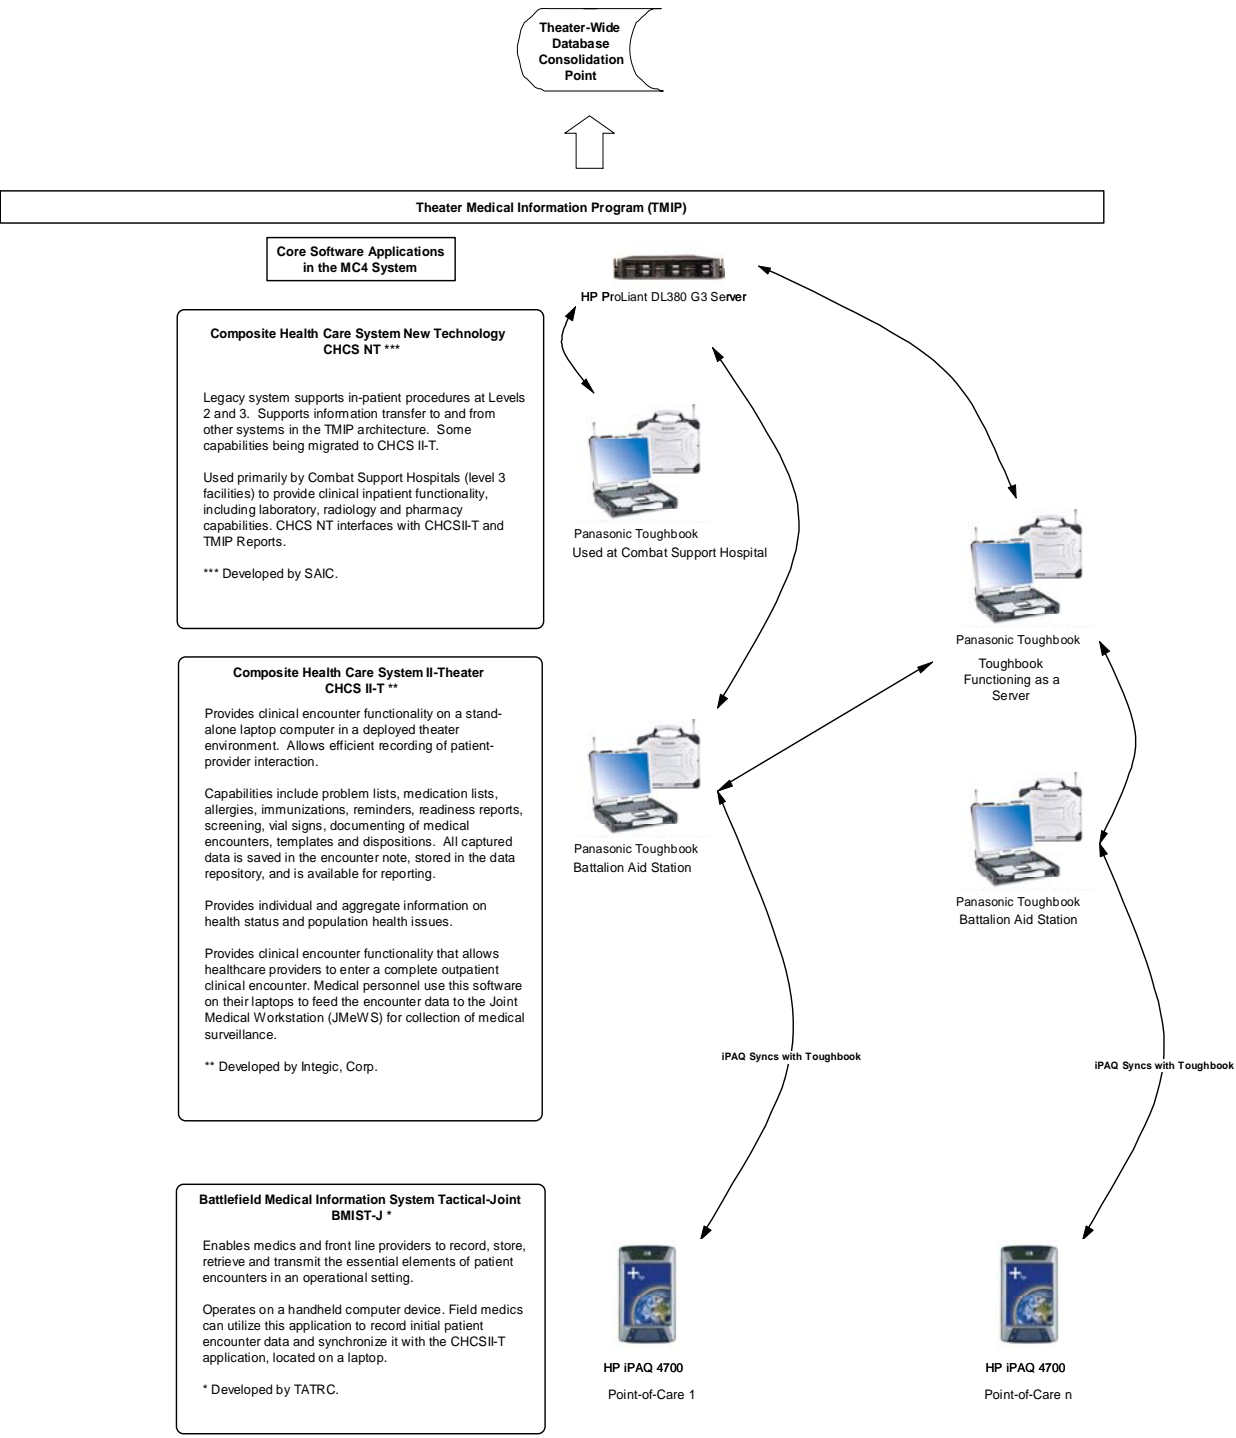 Theater-Wide
Database
Consolidation
Point
Theater Medical Information Program (TMIP)
Core Software Applications
in the MC4 System
HP ProLiant DL380 G3 Server
Composite Health Care System New Technology
CHCS NT ***
Legacy system supports in-patient procedures at Levels
2 and 3.  Supports information transfer to and from
other systems in the TMIP architecture.  Some
capabilities being migrated to CHCS II-T.
Used primarily by Combat Support Hospitals (level 3
facilities) to provide clinical inpatient functionality,
including laboratory, radiology and pharmacy
capabilities. CHCS NT interfaces with CHCSII-T and
TMIP Reports.
*** Developed by SAIC.
Panasonic Toughbook
Used at Combat Support Hospital
Panasonic Toughbook
Toughbook
Functioning as a
Server
Composite Health Care System II-Theater
CHCS II-T **
Provides clinical encounter functionality on a stand-
alone laptop computer in a deployed theater
environment.  Allows efficient recording of patient-
provider interaction.
Capabilities include problem lists, medication lists,
allergies, immunizations, reminders, readiness reports,
screening, vial signs, documenting of medical
encounters, templates and dispositions.  All captured
data is saved in the encounter note, stored in the data
repository, and is available for reporting.
Provides individual and aggregate information on
health status and population health issues.
Provides clinical encounter functionality that allows
healthcare providers to enter a complete outpatient
clinical encounter. Medical personnel use this software
on their laptops to feed the encounter data to the Joint
Medical Workstation (JMeWS) for collection of medical
surveillance.
** Developed by Integic, Corp.
Panasonic Toughbook
Battalion Aid Station
Panasonic Toughbook
Battalion Aid Station
iPAQ Syncs with Toughbook
iPAQ Syncs with Toughbook
Battlefield Medical Information System Tactical-Joint
BMIST-J *
Enables medics and front line providers to record, store,
retrieve and transmit the essential elements of patient
encounters in an operational setting.
Operates on a handheld computer device. Field medics
can utilize this application to record initial patient
encounter data and synchronize it with the CHCSII-T
application, located on a laptop.
* Developed by TATRC.
HP iPAQ 4700
Point-of-Care 1
HP iPAQ 4700
Point-of-Care n